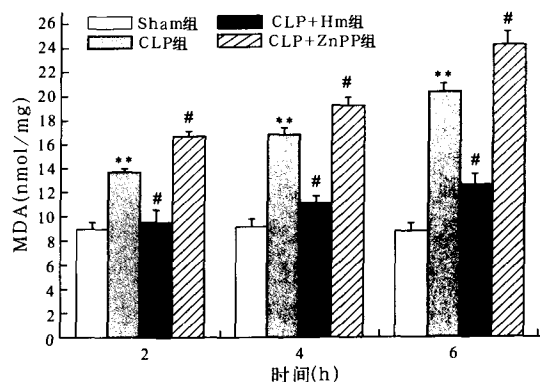 Sham组 CLP+Hm组
CLP组 CLP+ZnPP组
MDA(nmol/mg)
26
24
22
20
18
16
14
12
10
8
6
4
2
0
** # #
** # #
** # #
2 4 6
时间(h)